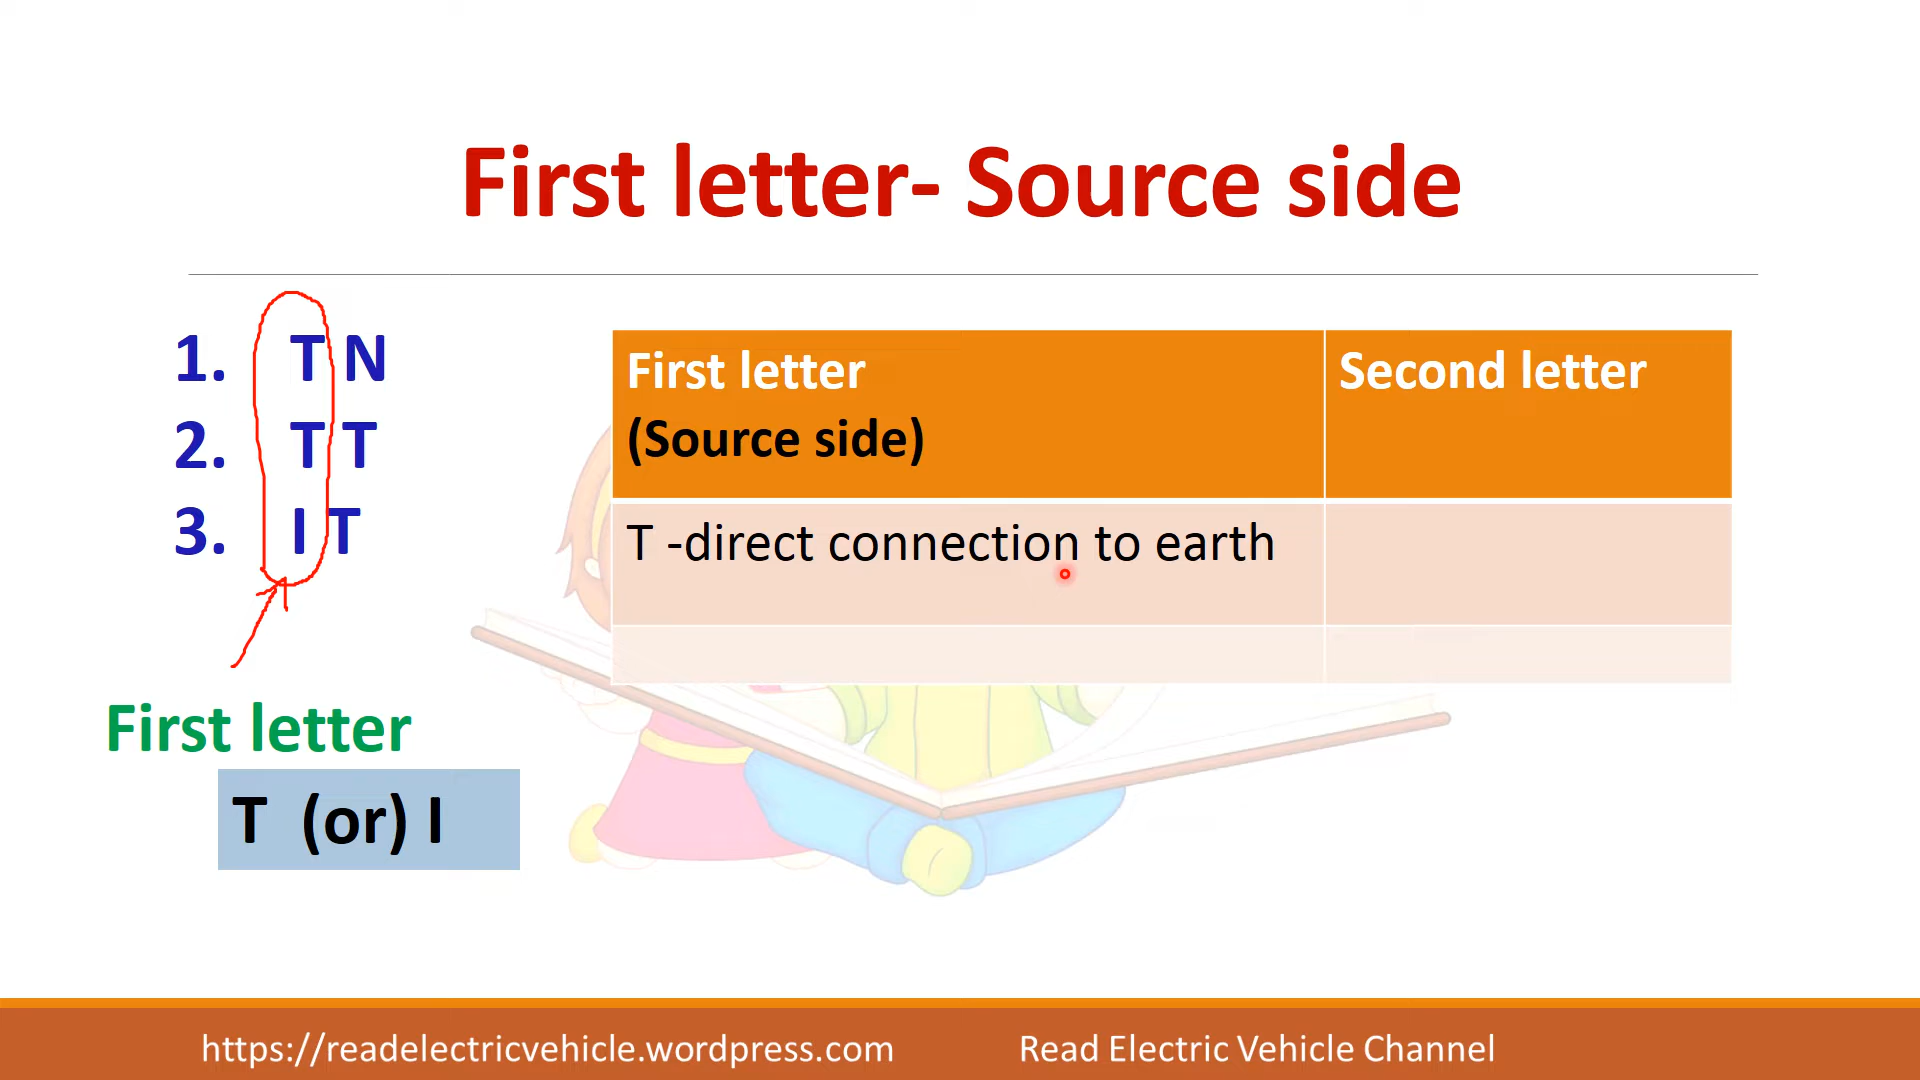 First letter- Source side
1. T N
2. T T
3. I T
First letter
T (or) I
First letter
(Source side)
Second letter
T -direct connection to earth
https://readelectricvehicle.wordpress.com
Read Electric Vehicle Channel